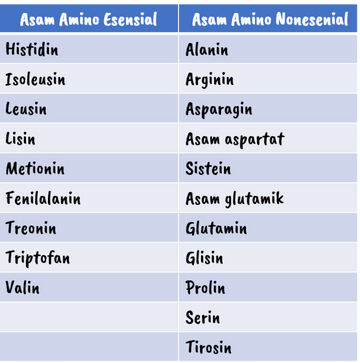 Asam Amino Esensial Asam Amino Nonesenial
Histidin Alanin
Isoleusin Arginin
Leusin Asparagin
Lisin Asam aspartat
Metionin Sistein
Fenilalanin Asam glutamik
Treonin Glutamin
Triptofan Glisin
Valin Prolin
Serin
Tirosin